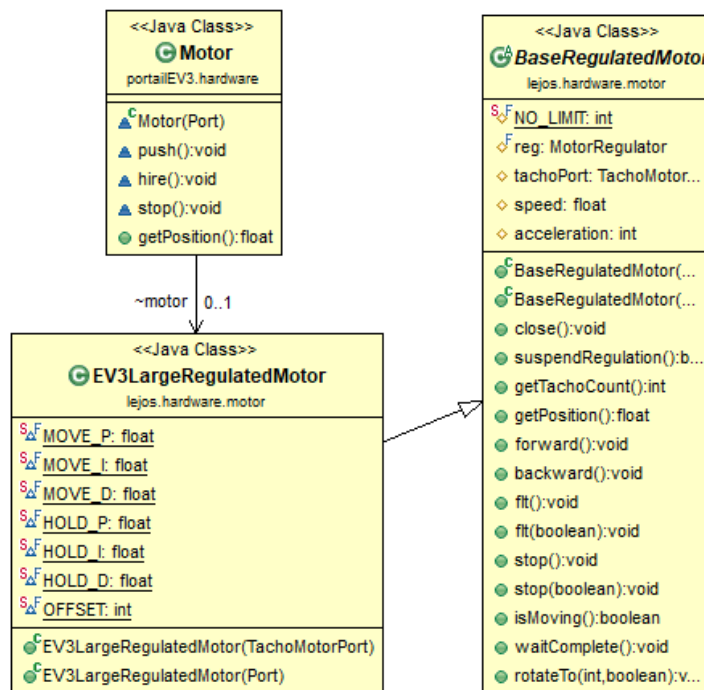 <<Java Class>>
Motor
portailEV3.hardware
Motor(Port)
push():void
hire():void
stop():void
getPosition():float
~motor 0..1
<<Java Class>>
EV3LargeRegulatedMotor
lejos.hardware.motor
MOVE_P: float
MOVE_I: float
MOVE_D: float
HOLD_P: float
HOLD_I: float
HOLD_D: float
OFFSET: int
EV3LargeRegulatedMotor(TachoMotorPort)
EV3LargeRegulatedMotor(Port)
<<Java Class>>
BaseRegulatedMotor
lejos.hardware.motor
NO_LIMIT: int
reg: MotorRegulator
tachoPort: TachoMotor...
speed: float
acceleration: int
BaseRegulatedMotor(...
BaseRegulatedMotor(...
close():void
suspendRegulation():b...
getTachoCount():int
getPosition():float
forward():void
backward():void
flt():void
flt(boolean):void
stop():void
stop(boolean):void
isMoving():boolean
waitComplete():void
rotateTo(int,boolean):v...